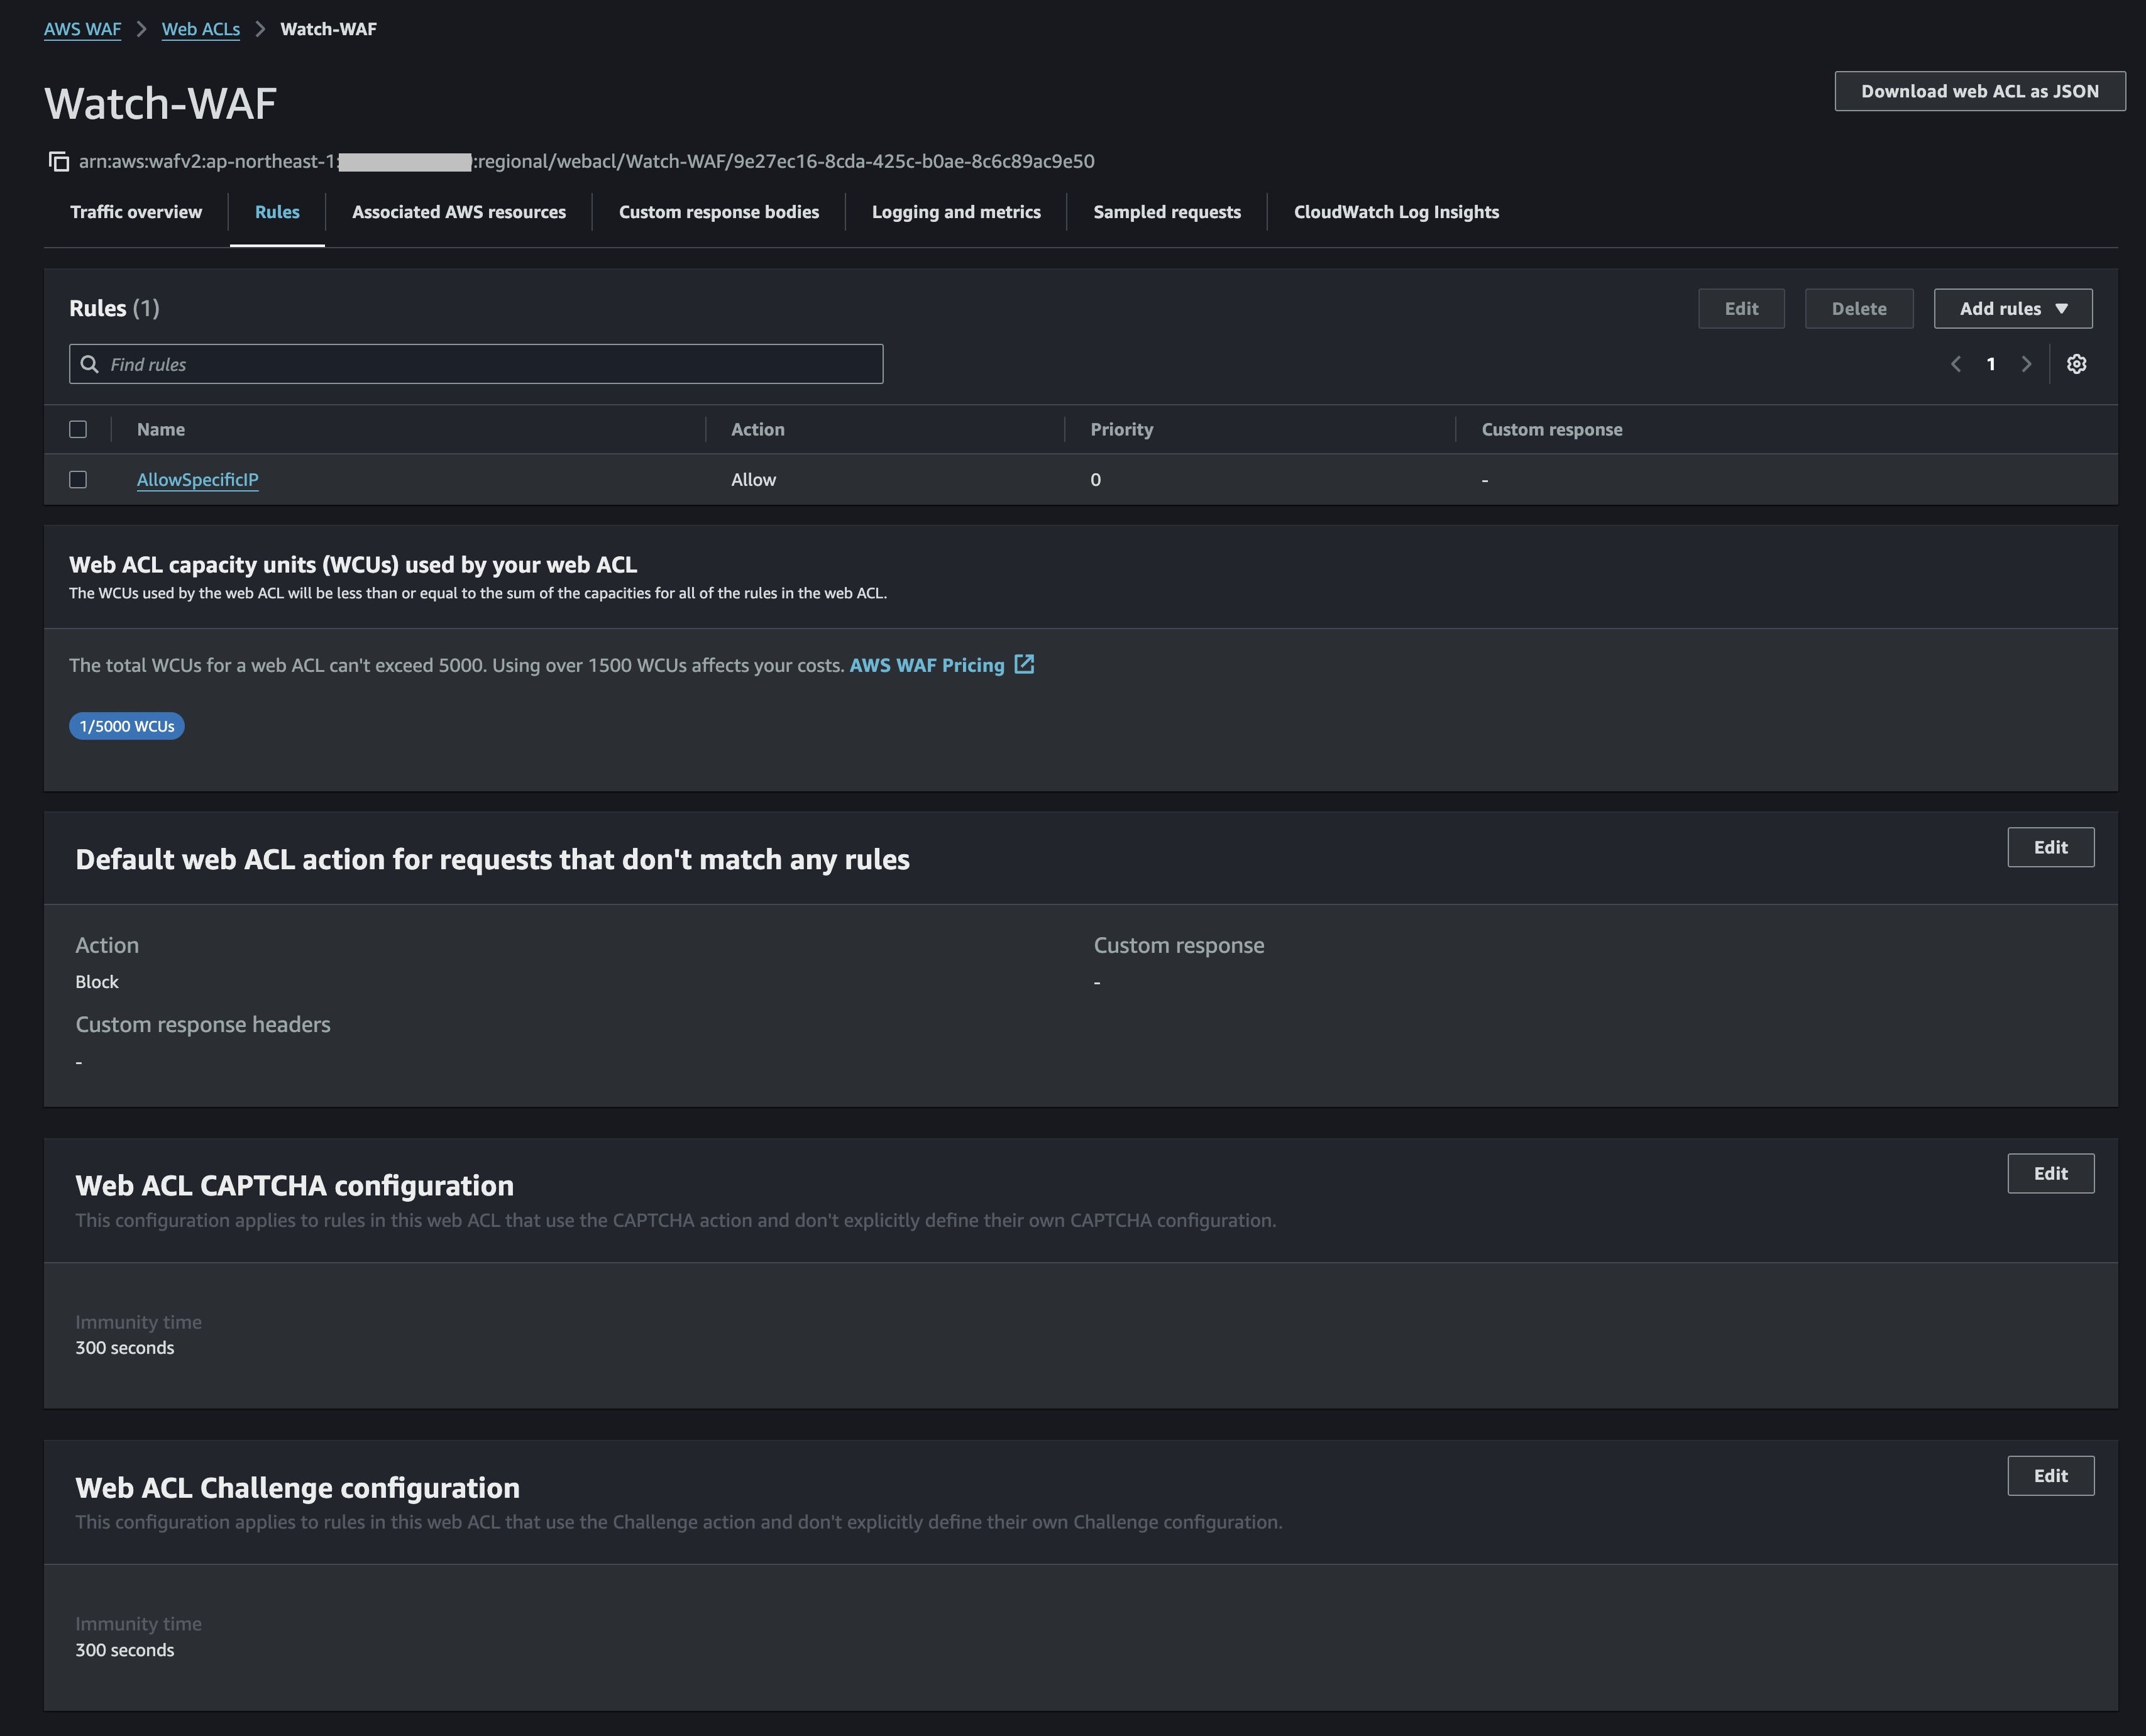 AWS WAF > Web ACLs > Watch-WAF
Watch-WAF
Download web ACL as JSON
arn:aws:wafv2:ap-northeast-1: :regional/webacl/Watch-WAF/9e27ec16-8cda-425c-b0ae-8c6c89ac9e50
Traffic overview Rules Associated AWS resources Custom response bodies Logging and metrics Sampled requests CloudWatch Log Insights
Rules (1) Edit Delete Add rules
Find rules 1
Name Action Priority Custom response
AllowSpecificIP Allow 0 -
Web ACL capacity units (WCUs) used by your web ACL
The WCUs used by the web ACL will be less than or equal to the sum of the capacities for all of the rules in the web ACL.
The total WCUs for a web ACL can't exceed 5000. Using over 1500 WCUs affects your costs. AWS WAF Pricing
1/5000 WCUs
Default web ACL action for requests that don't match any rules Edit
Action Custom response
Block -
Custom response headers
-
Web ACL CAPTCHA configuration Edit
This configuration applies to rules in this web ACL that use the CAPTCHA action and don't explicitly define their own CAPTCHA configuration.
Immunity time
300 seconds
Web ACL Challenge configuration Edit
This configuration applies to rules in this web ACL that use the Challenge action and don't explicitly define their own Challenge configuration.
Immunity time
300 seconds